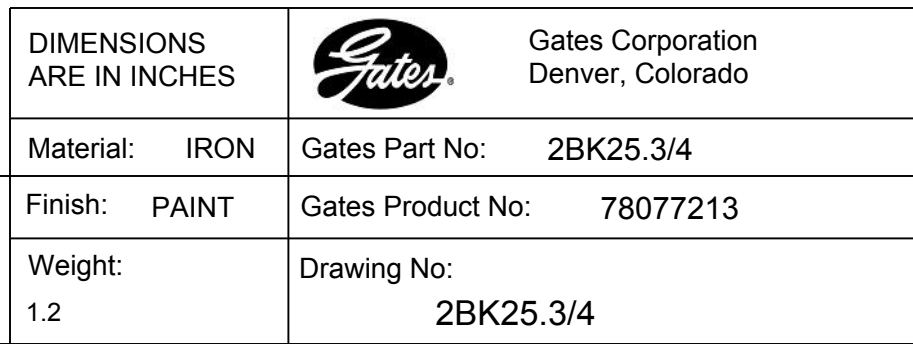 DIMENSIONS
ARE IN INCHES
Gates®
Gates Corporation
Denver, Colorado
Material: IRON
Gates Part No: 2BK25.3/4
Finish: PAINT
Gates Product No: 78077213
Weight:
1.2
Drawing No:
2BK25.3/4